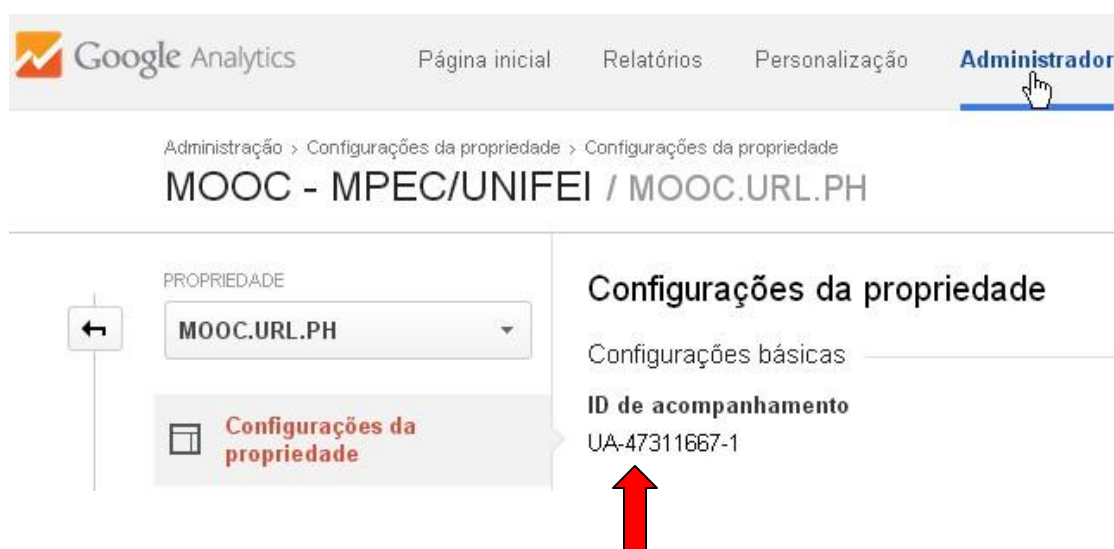 Google Analytics Página inicial Relatórios Personalização Administrador
Administração > Configurações da propriedade > Configurações da propriedade
MOOC - MPEC/UNIFEI / MOOC.URL.PH
PROPRIEDADE
MOOC.URL.PH
Configurações da
propriedade
Configurações da propriedade
Configurações básicas
ID de acompanhamento
UA-47311667-1